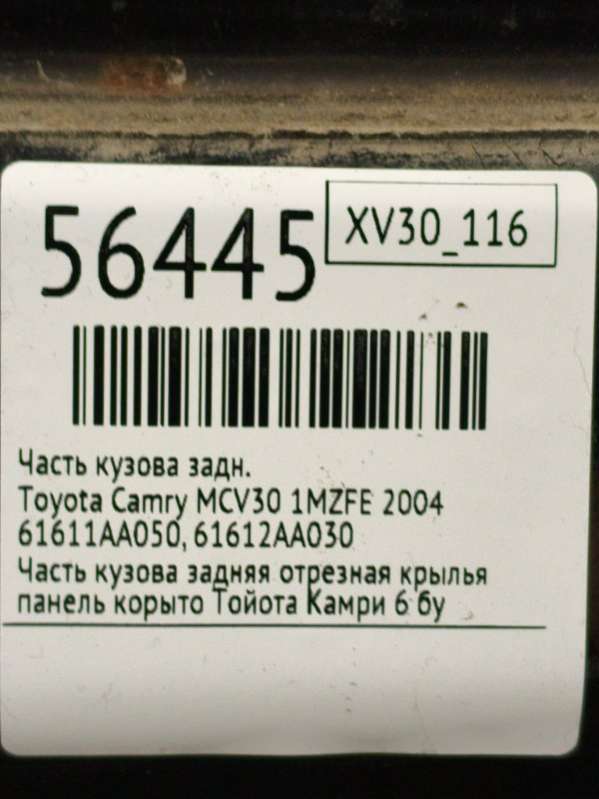 56445
XV30_116
Часть кузова задн.
Toyota Camry MCV30 1MZFE 2004
61611AA050, 61612AA030
Часть кузова задняя отрезная крылья
панель корыто Тойота Камри 6 бу